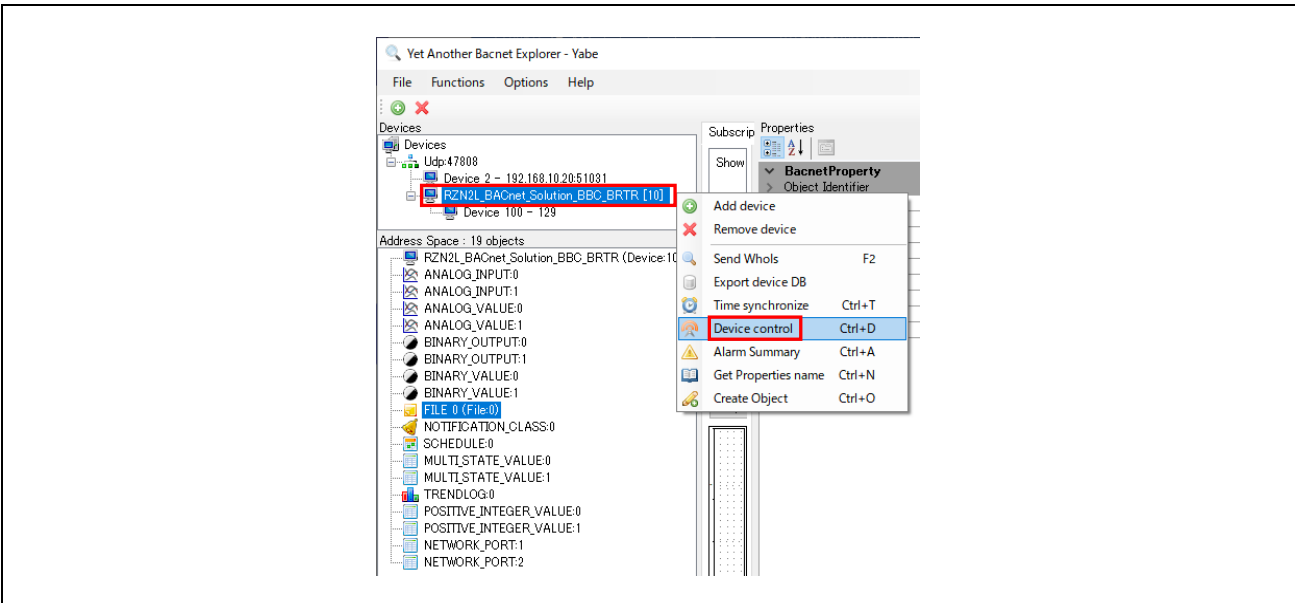 Yet Another Bacnet Explorer - Yabe
File Functions Options Help
Devices
Devices
Udp:47808
Device 2 - 192.168.10.20:51031
RZN2L_BACnet_Solution_BBC_BRTR [10]
Device 100 - 129
Address Space : 19 objects
RZN2L_BACnet_Solution_BBC_BRTR (Device:10
ANALOG_INPUT:0
ANALOG_INPUT:1
ANALOG_VALUE:0
ANALOG_VALUE:1
BINARY_OUTPUT:0
BINARY_OUTPUT:1
BINARY_VALUE:0
BINARY_VALUE:1
FILE 0 (File:0)
NOTIFICATION_CLASS:0
SCHEDULE:0
MULTI_STATE_VALUE:0
MULTI_STATE_VALUE:1
TRENDLOG:0
POSITIVE_INTEGER_VALUE:0
POSITIVE_INTEGER_VALUE:1
NETWORK_PORT:1
NETWORK_PORT:2
Subscrip
Show
Properties
BacnetProperty
Object Identifier
Add device
Remove device
Send WhoIs F2
Export device DB
Time synchronize Ctrl+T
Device control Ctrl+D
Alarm Summary Ctrl+A
Get Properties name Ctrl+N
Create Object Ctrl+O